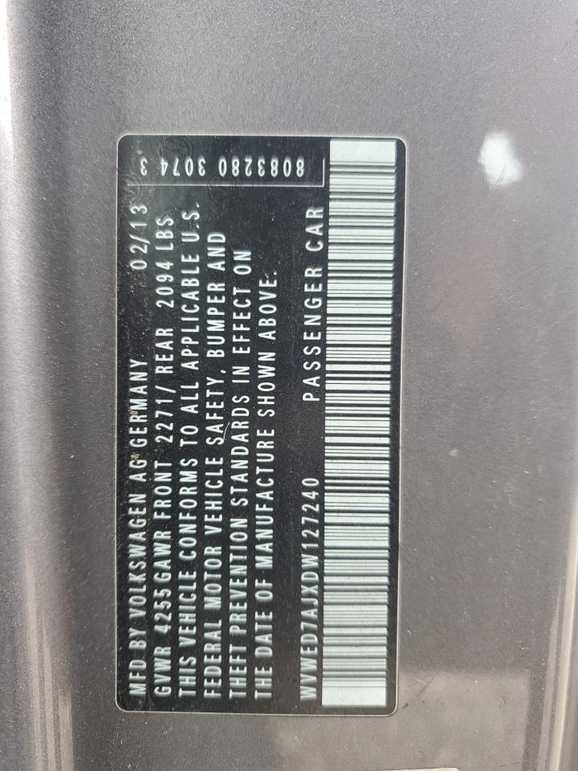 MFD BY VOLKSWAGEN AG GERMANY 02/13
GVWR 4255 GAWR FRONT 2271/ REAR 2094 LBS
THIS VEHICLE CONFORMS TO ALL APPLICABLE U.S.
FEDERAL MOTOR VEHICLE SAFETY, BUMPER AND
THEFT PREVENTION STANDARDS IN EFFECT ON
THE DATE OF MANUFACTURE SHOWN ABOVE.
WVWED7AJXDW127240 PASSENGER CAR
8083280 3074 3